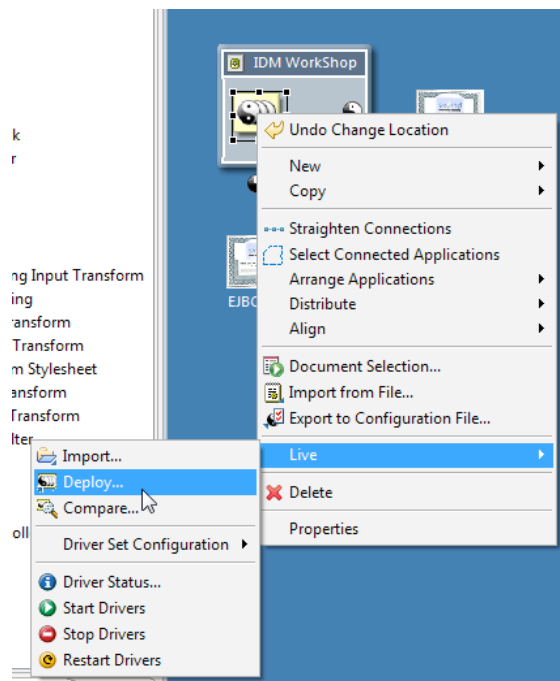 IDM WorkShop
Undo Change Location
k
r
New
Copy
Straighten Connections
Select Connected Applications
ng Input Transform
Arrange Applications
ing
EJBC
Distribute
ransform
Align
Transform
m Stylesheet
Document Selection...
ansform
Import from File...
Transform
Export to Configuration File...
lter
Import...
Live
Deploy...
Delete
Compare...
oll
Properties
Driver Set Configuration
Driver Status...
Start Drivers
Stop Drivers
Restart Drivers